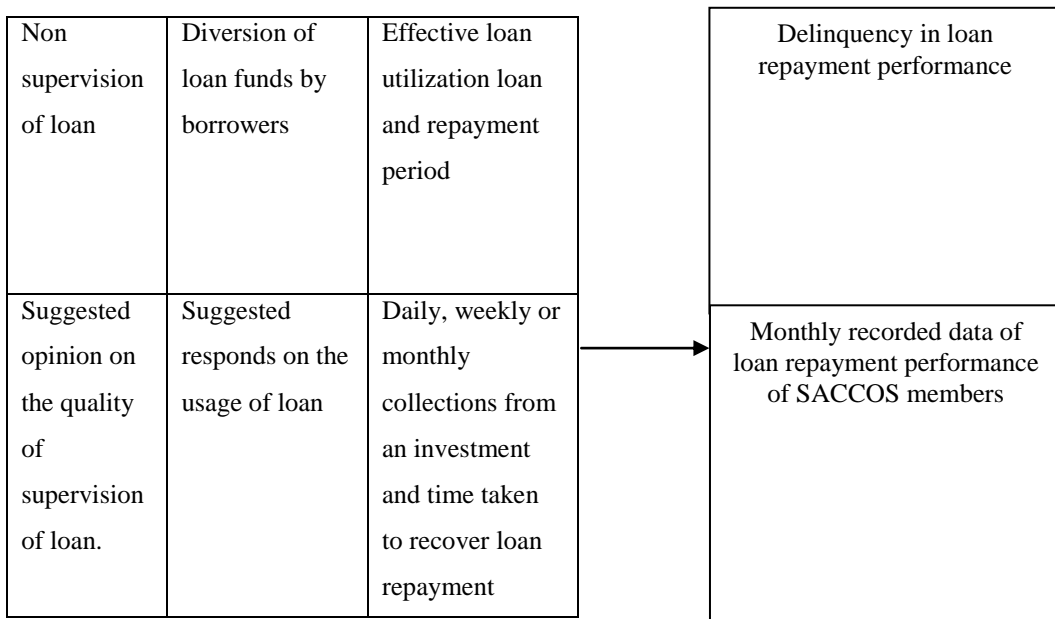 Non
supervision
of loan
Diversion of
loan funds by
borrowers
Effective loan
utilization loan
and repayment
period
Delinquency in loan
repayment performance
Suggested
opinion on
the quality
of
supervision
of loan.
Suggested
responds on the
usage of loan
Daily, weekly or
monthly
collections from
an investment
and time taken
to recover loan
repayment
Monthly recorded data of
loan repayment performance
of SACCOS members